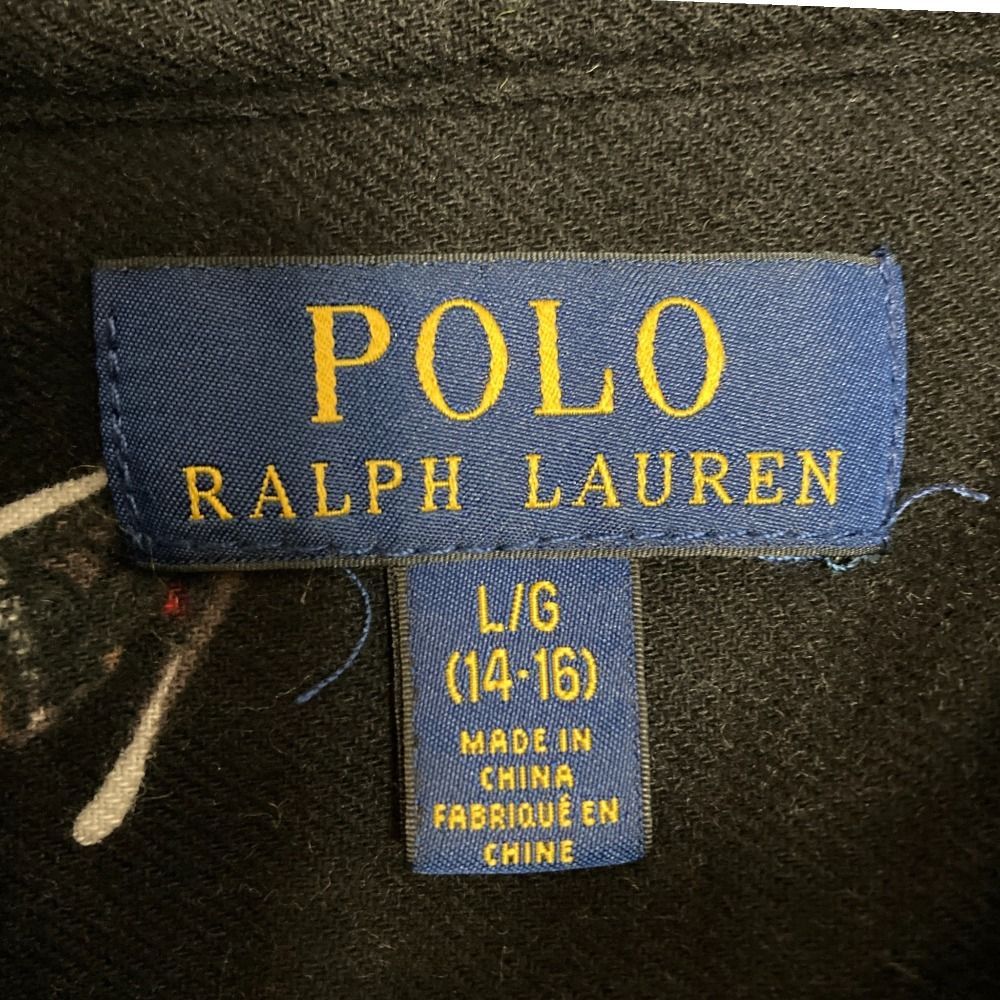 POLO
RALPH LAUREN
L/G
(14-16)
MADE IN
CHINA
FABRIQUÉ EN
CHINE